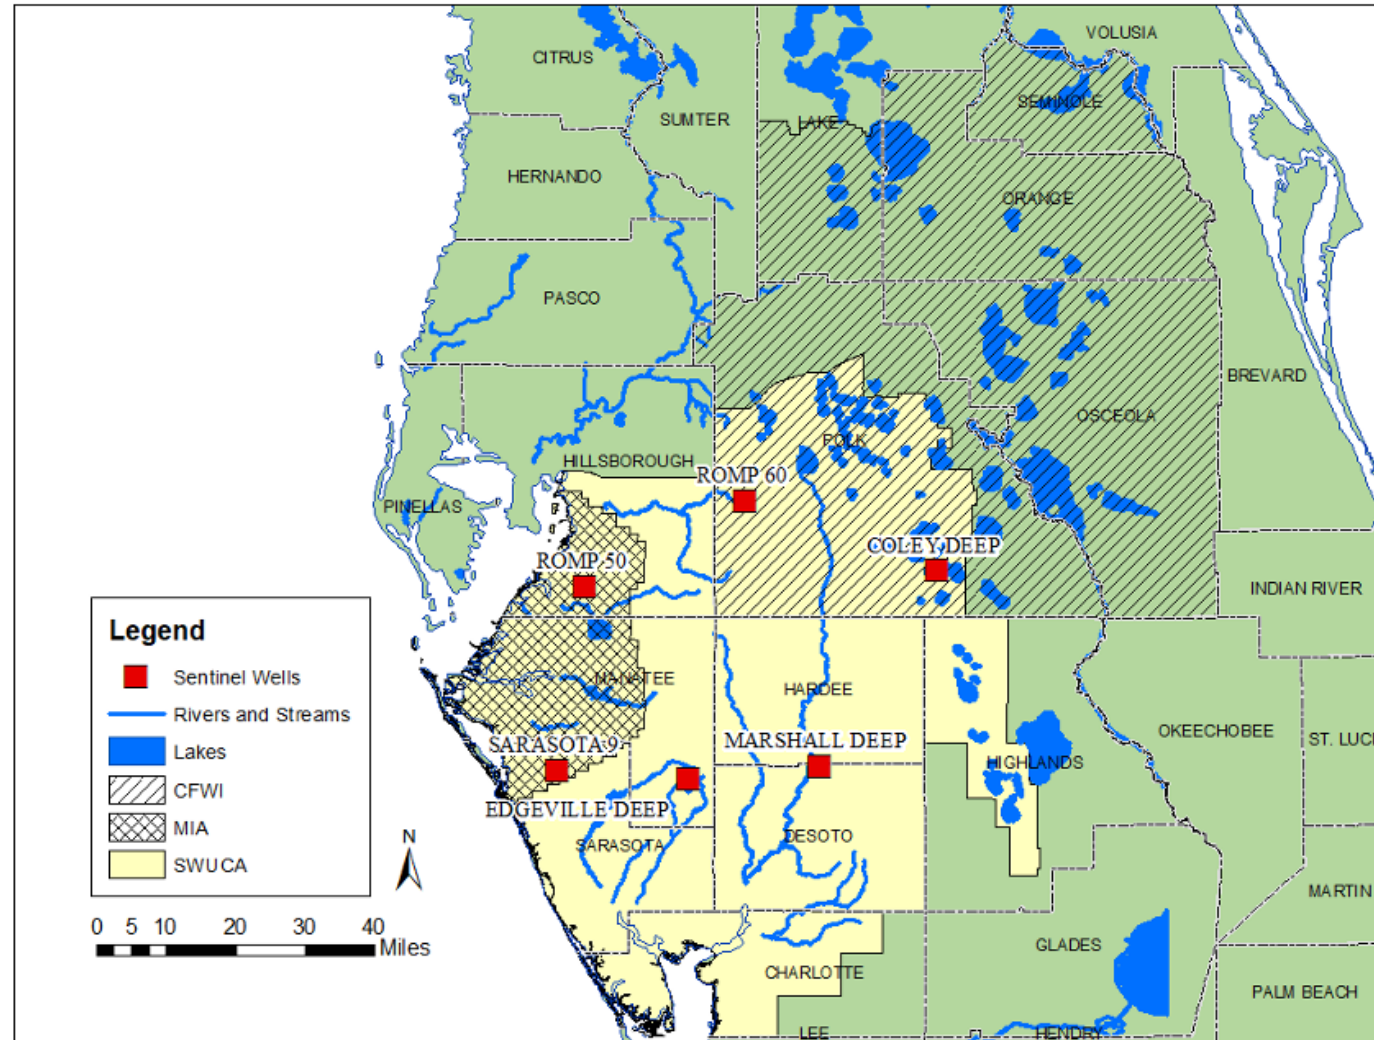 VOLUSIA
CITRUS
SEMINOLE
SUMTER
LAKE
HERNANDO
ORANGE
PASCO
BREVARD
OSCEOLA
POLK
HILLSBOROUGH
ROMP 60
PINELLAS
COLEY DEEP
ROMP 50
INDIAN RIVER
Legend
Sentinel Wells
Rivers and Streams
Lakes
CFWI
MIA
SWUCA
MANATEE
HARDEE
OKEECHOBEE
ST. LUCI
SARASOTA 9
MARSHALL DEEP
HIGHLANDS
EDGEVILLE DEEP
N
SARASOTA
DESOTO
MARTIN
0 5 10 20 30 40
Miles
GLADES
CHARLOTTE
PALM BEACH
LEE
HENDRY